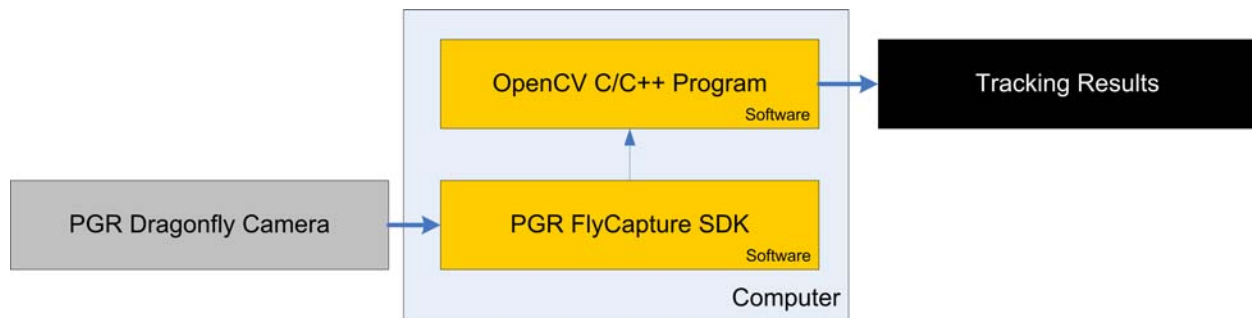 OpenCV C/C++ Program
Software
Tracking Results
PGR Dragonfly Camera
PGR FlyCapture SDK
Software
Computer